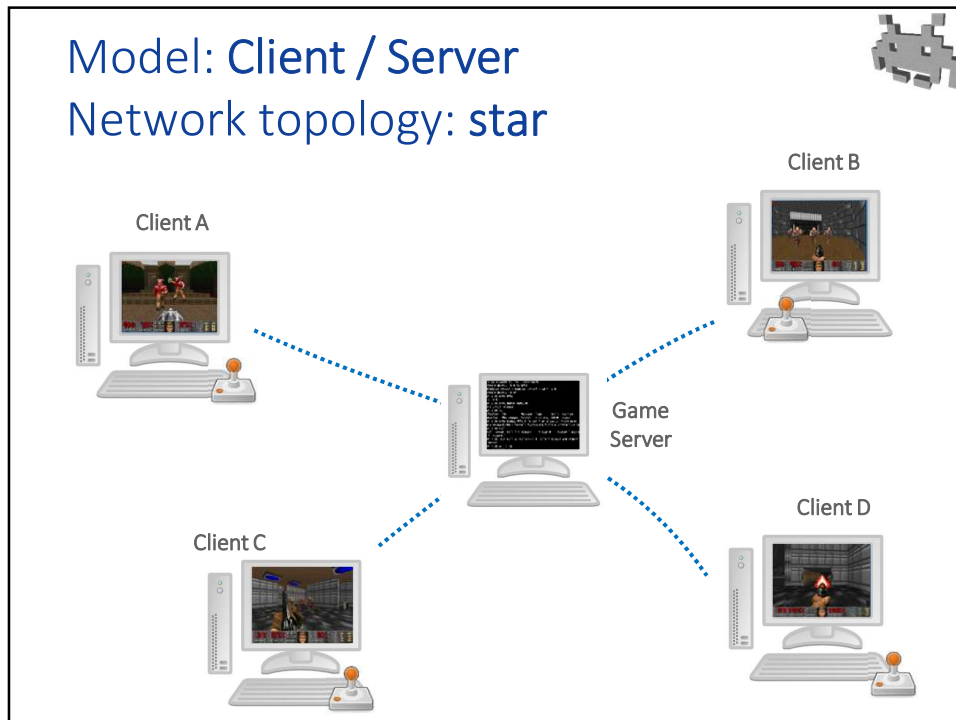 Model: Client / Server
Network topology: star
Client B
Client A
Game
Server
Client D
Client C